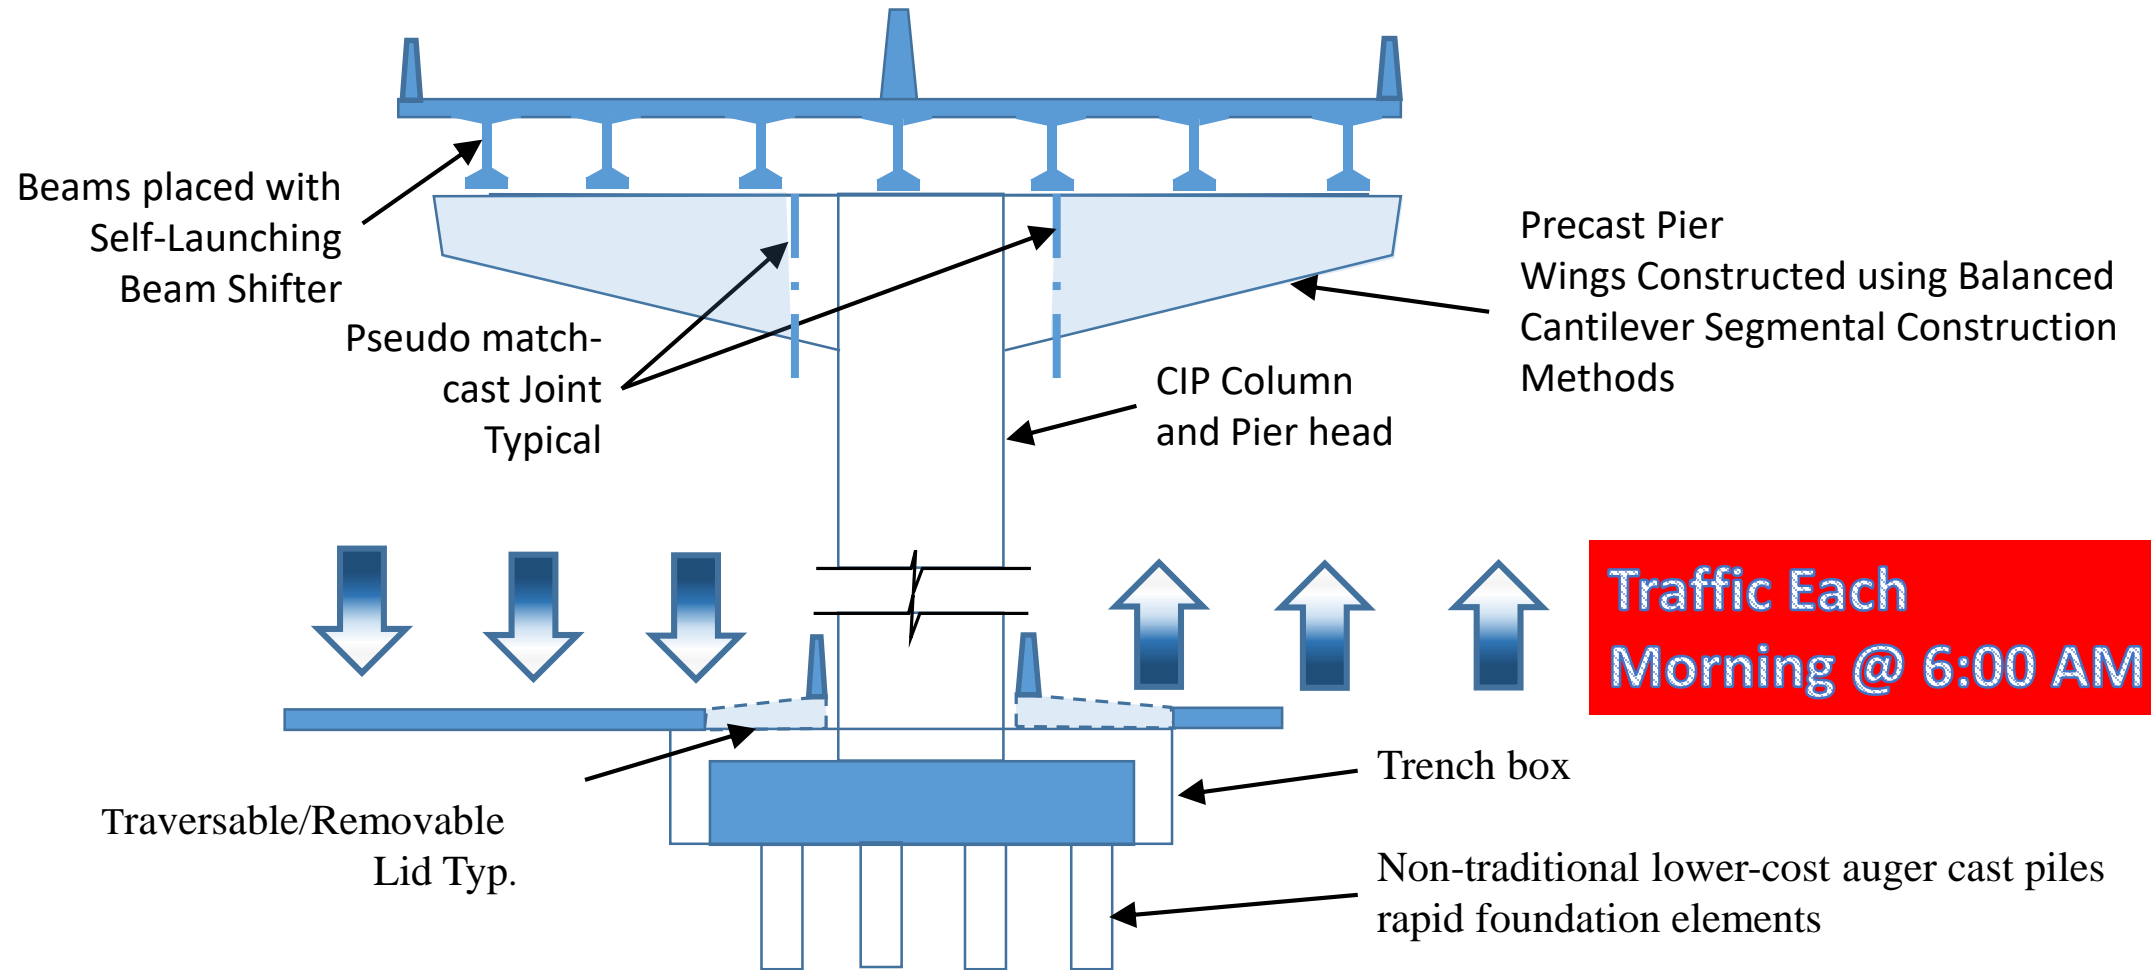 Beams placed with
Self-Launching
Beam Shifter
Pseudo match-
cast Joint
Typical
Precast Pier
Wings Constructed using Balanced
Cantilever Segmental Construction
Methods
CIP Column
and Pier head
Traffic Each
Morning @ 6:00 AM
Traversable/Removable
Lid Typ.
Trench box
Non-traditional lower-cost auger cast piles
rapid foundation elements